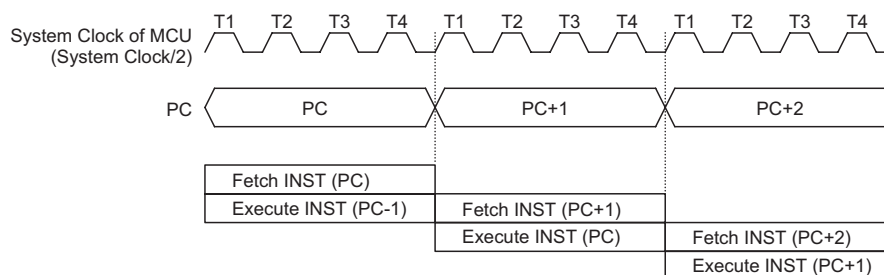 T1 T2 T3 T4 T1 T2 T3 T4 T1 T2 T3 T4
System Clock of MCU
(System Clock/2)
PC PC PC+1 PC+2
Fetch INST (PC)
Execute INST (PC-1) Fetch INST (PC+1)
Execute INST (PC) Fetch INST (PC+2)
Execute INST (PC+1)